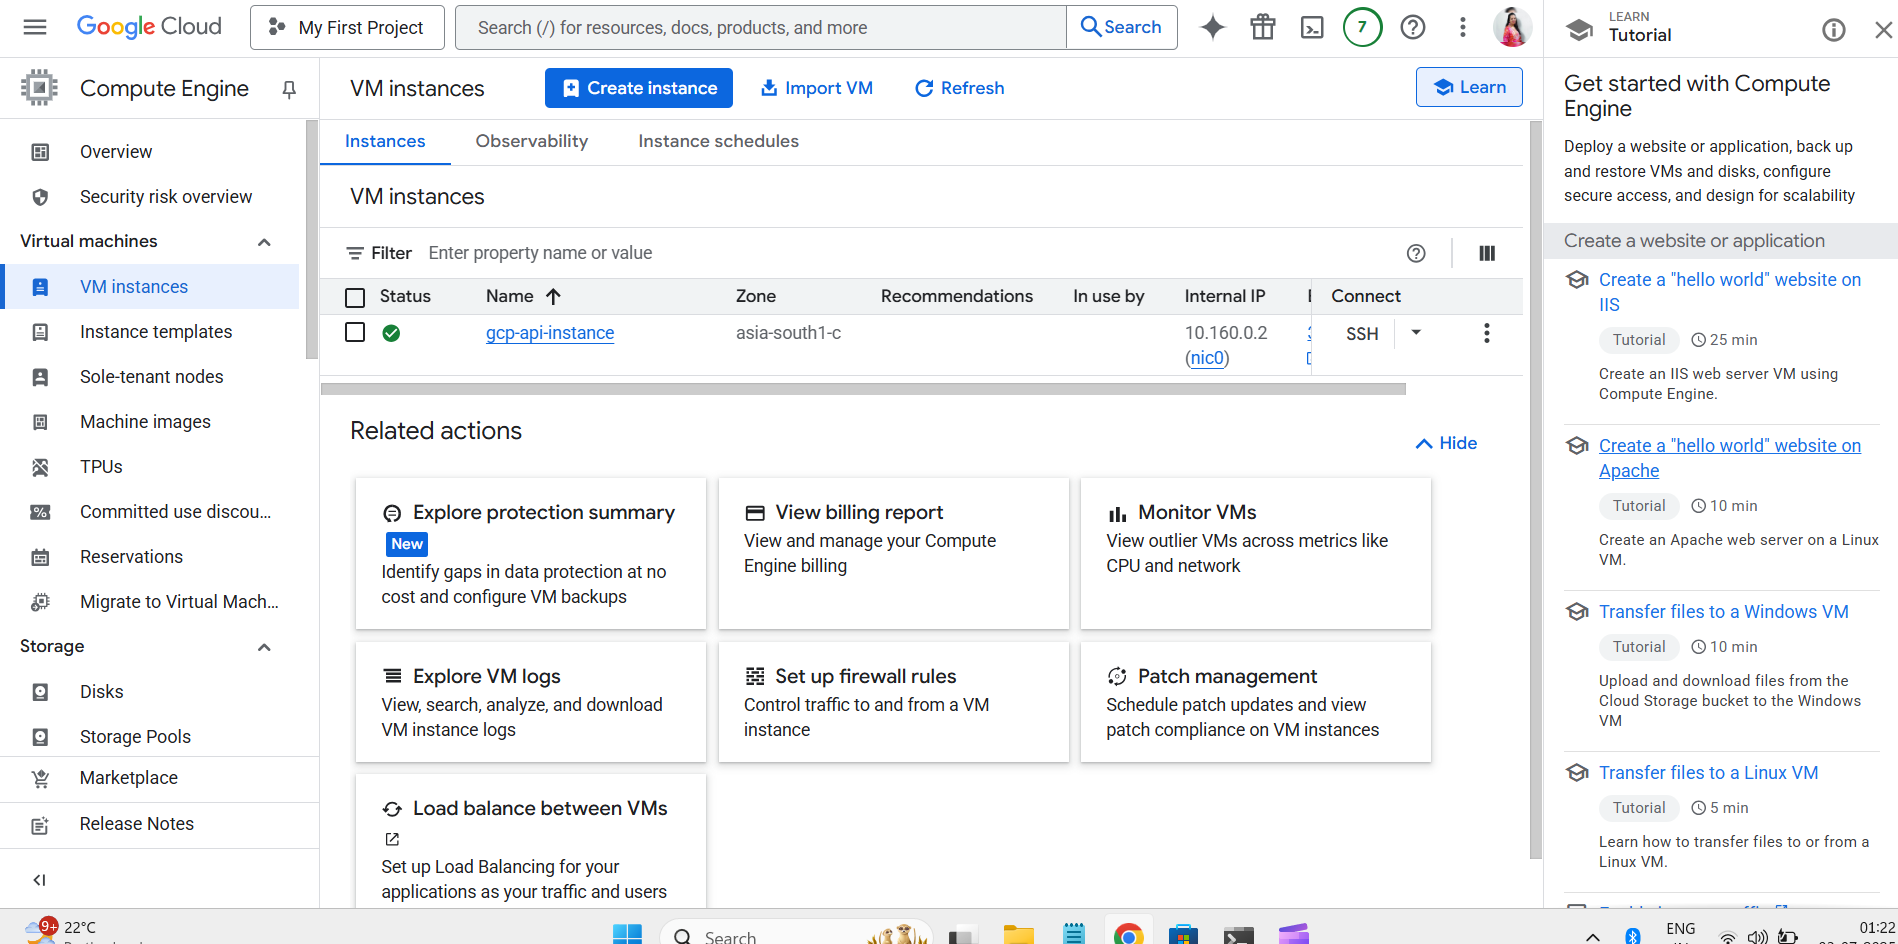 Google Cloud
My First Project
Search (/) for resources, docs, products, and more
Search
7
LEARN
Tutorial
Compute Engine
VM instances
Create instance
Import VM
Refresh
Learn
Get started with Compute
Engine
Deploy a website or application, back up
and restore VMs and disks, configure
secure access, and design for scalability
Overview
Security risk overview
Virtual machines
VM instances
Instance templates
Sole-tenant nodes
Machine images
TPUs
Committed use discou...
Reservations
Migrate to Virtual Mach...
Storage
Disks
Storage Pools
Marketplace
Release Notes
Instances
Observability
Instance schedules
VM instances
Filter
Enter property name or value
Status
Name
Zone
Recommendations
In use by
Internal IP
Connect
gcp-api-instance
asia-south1-c
10.160.0.2
(nic0)
SSH
Related actions
Hide
Explore protection summary
New
Identify gaps in data protection at no
cost and configure VM backups
View billing report
View and manage your Compute
Engine billing
Monitor VMs
View outlier VMs across metrics like
CPU and network
Explore VM logs
View, search, analyze, and download
VM instance logs
Set up firewall rules
Control traffic to and from a VM
instance
Patch management
Schedule patch updates and view
patch compliance on VM instances
Load balance between VMs
Set up Load Balancing for your
applications as your traffic and users
Create a website or application
Create a "hello world" website on
IIS
Tutorial
25 min
Create an IIS web server VM using
Compute Engine.
Create a "hello world" website on
Apache
Tutorial
10 min
Create an Apache web server on a Linux
VM.
Transfer files to a Windows VM
Tutorial
10 min
Upload and download files from the
Cloud Storage bucket to the Windows
VM
Transfer files to a Linux VM
Tutorial
5 min
Learn how to transfer files to or from a
Linux VM.
9+
22°C
Search
ENG
01:22